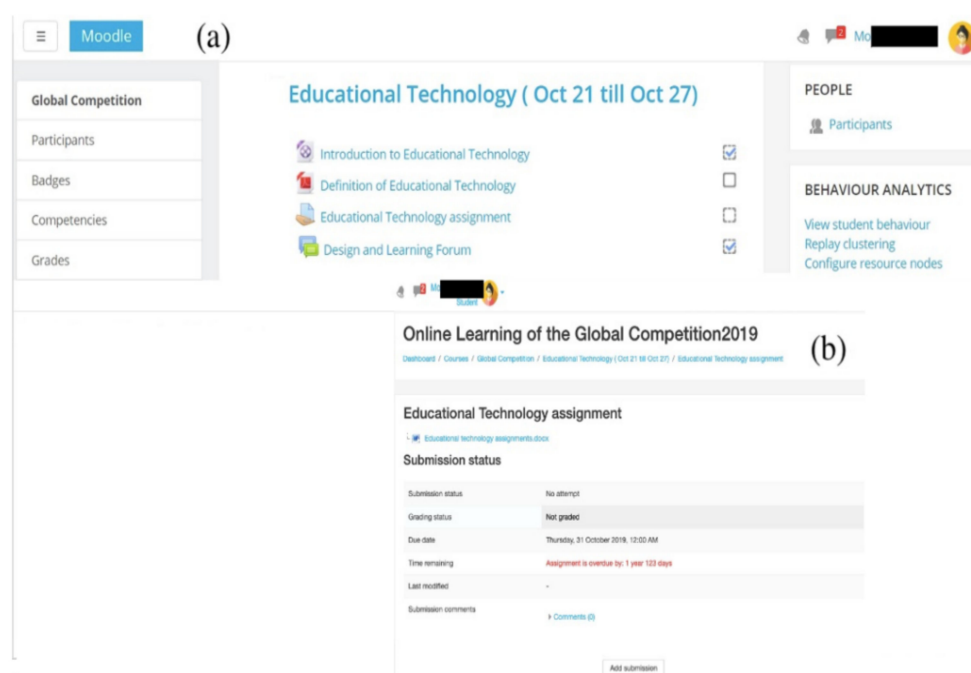 Moodle
(a)
2
Mo
Global Competition
Participants
Badges
Competencies
Grades
Educational Technology ( Oct 21 till Oct 27)
Introduction to Educational Technology
Definition of Educational Technology
Educational Technology assignment
Design and Learning Forum
PEOPLE
Participants
BEHAVIOUR ANALYTICS
View student behaviour
Replay clustering
Configure resource nodes
2
Mo
Student
Online Learning of the Global Competition2019
(b)
Dashboard / Courses / Global Competition / Educational Technology ( Oct 21 till Oct 27) / Educational Technology assignment
Educational Technology assignment
Educational technology assignments.docx
Submission status
Submission status No attempt
Grading status Not graded
Due date Thursday, 31 October 2019, 12:00 AM
Time remaining Assignment is overdue by: 1 year 123 days
Last modified -
Submission comments Comments (0)
Add submission